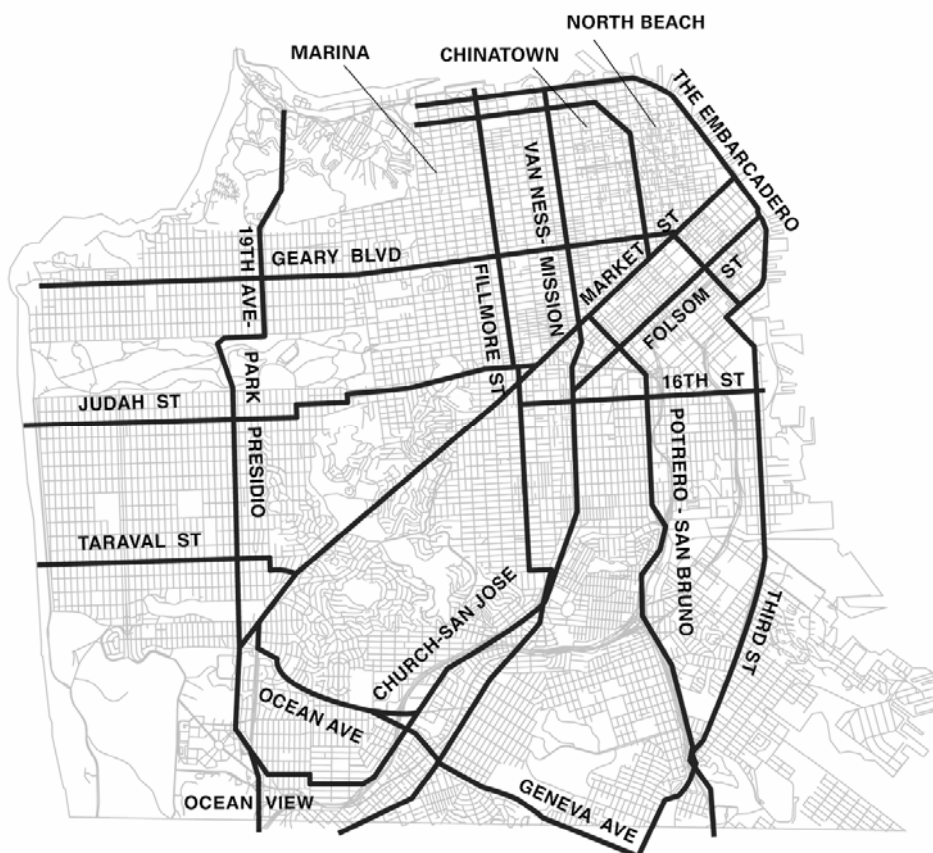 NORTH BEACH
MARINA
CHINATOWN
THE EMBARCADERO
VAN NESS-
MISSION
19TH AVE-
PARK
PRESIDIO
GEARY BLVD
MARKET ST
FOLSOM ST
FILLMORE ST
16TH ST
JUDAH ST
POTRERO - SAN BRUNO
TARAVAL ST
CHURCH-SAN JOSE
THIRD ST
OCEAN AVE
OCEAN VIEW
GENEVA AVE